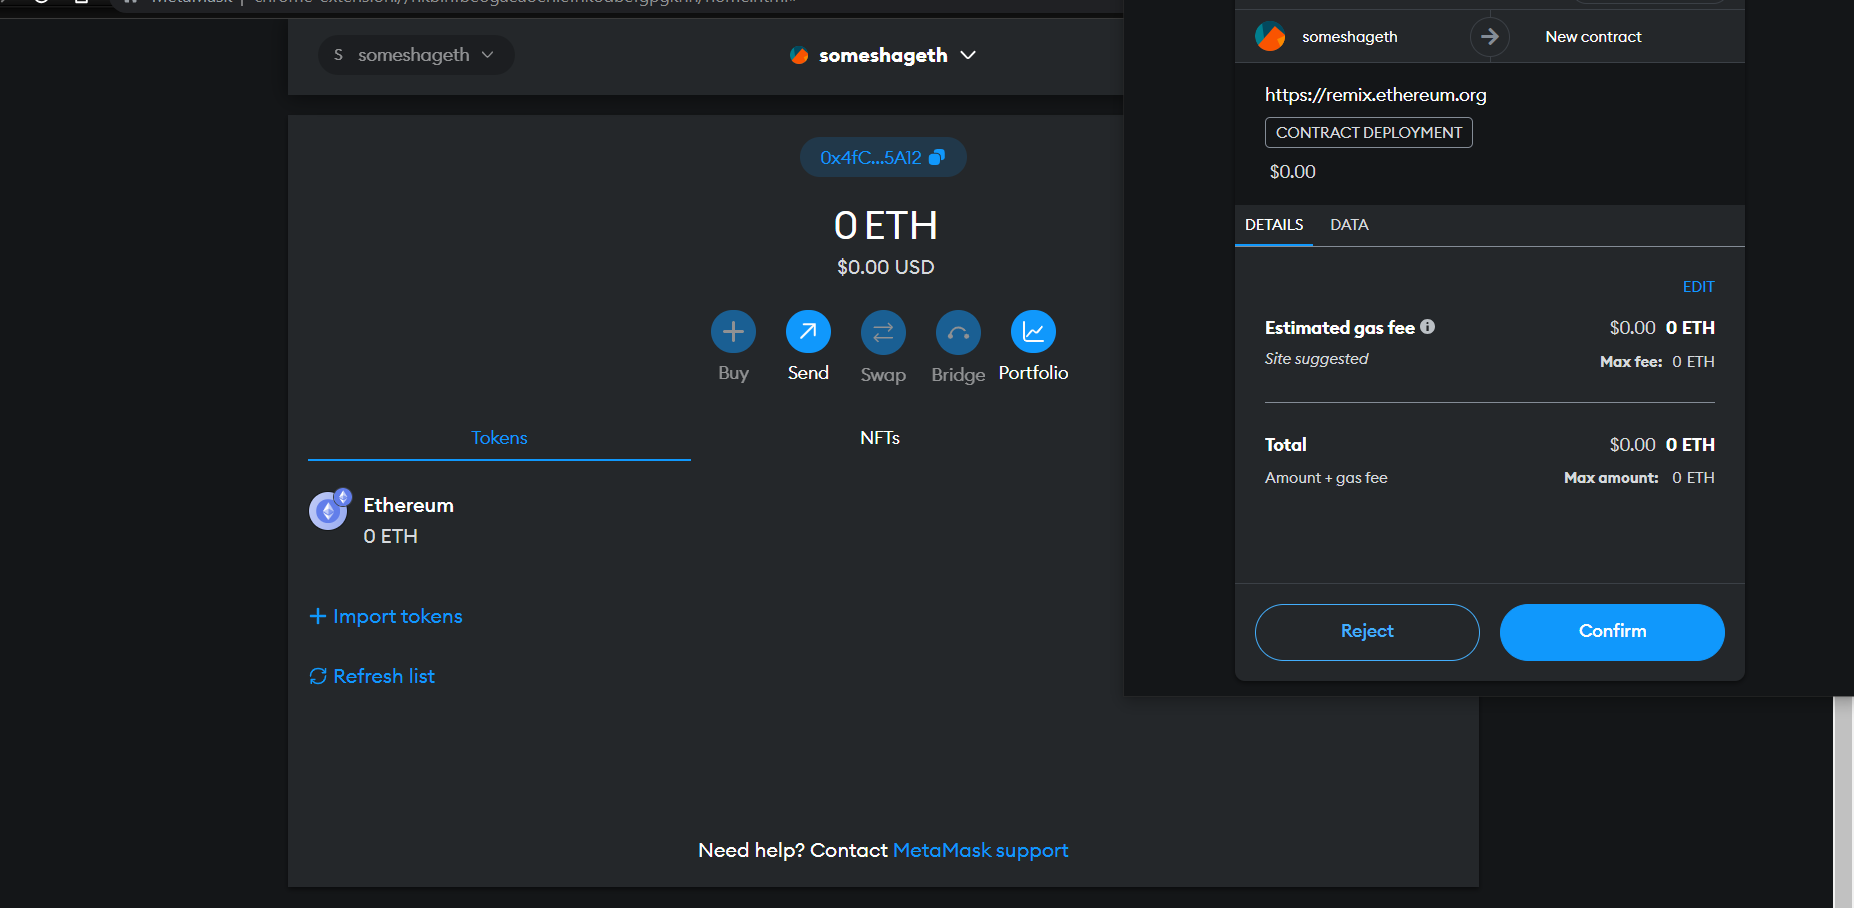 S someshageth
someshageth
0x4fC...5A12
0 ETH
$0.00 USD
Buy
Send
Swap
Bridge
Portfolio
Tokens
NFTs
Ethereum
0 ETH
+ Import tokens
Refresh list
Need help? Contact MetaMask support
someshageth
New contract
https://remix.ethereum.org
CONTRACT DEPLOYMENT
$0.00
DETAILS
DATA
EDIT
Estimated gas fee
$0.00 0 ETH
Site suggested
Max fee: 0 ETH
Total
$0.00 0 ETH
Amount + gas fee
Max amount: 0 ETH
Reject
Confirm